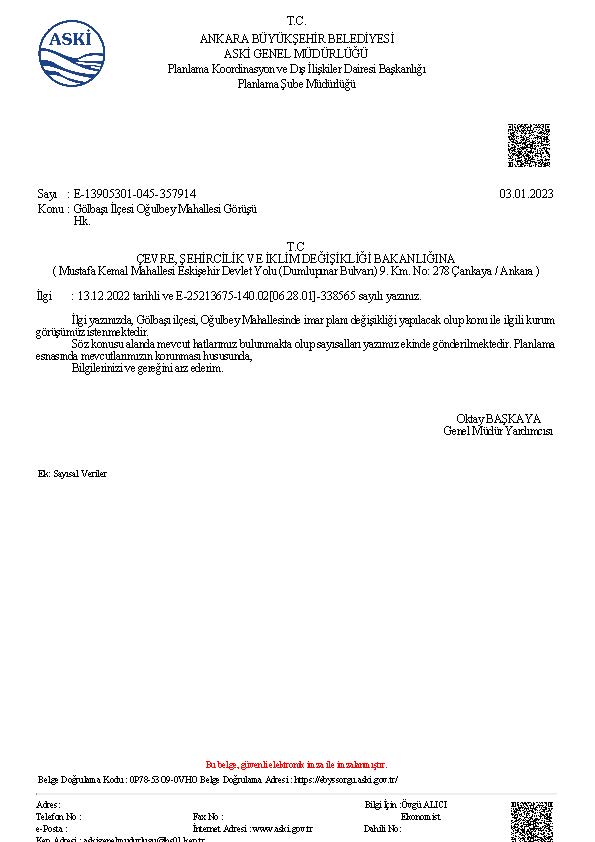 ASKİ
T.C.
ANKARA BÜYÜKŞEHİR BELEDİYESİ
ASKİ GENEL MÜDÜRLÜĞÜ
Planlama Koordinasyon ve Dış İlişkiler Dairesi Başkanlığı
Planlama Şube Müdürlüğü
Sayı : E-13905301-045-357914 03.01.2023
Konu : Gölbaşı İlçesi Oğulbey Mahallesi Görüşü
Hk.
T.C
ÇEVRE, ŞEHİRCİLİK VE İKLİM DEĞİŞİKLİĞİ BAKANLIĞINA
( Mustafa Kemal Mahallesi Eskişehir Devlet Yolu (Dumlupınar Bulvarı) 9. Km. No: 278 Çankaya / Ankara )
İlgi : 13.12.2022 tarihli ve E-25213675-140.02[06.28.01]-338565 sayılı yazınız.
İlgi yazınızda, Gölbaşı ilçesi, Oğulbey Mahallesinde imar planı değişikliği yapılacak olup konu ile ilgili kurum
görüşümüz istenmektedir.
Söz konusu alanda mevcut hatlarımız bulunmakta olup sayısalları yazımız ekinde gönderilmektedir. Planlama
esnasında mevcutlarımızın korunması hususunda,
Bilgilerinizi ve gereğini arz ederim.
Oktay BAŞKAYA
Genel Müdür Yardımcısı
Ek: Sayısal Veriler
Bu belge, güvenli elektronik imza ile imzalanmıştır.
Belge Doğrulama Kodu : 0P78-53O9-0VH0 Belge Doğrulama Adresi : https://ebyssorgu.aski.gov.tr/
Adres: Bilgi İçin :Övgü ALICI
Telefon No : Fax No : Ekonomist
e-Posta : İnternet Adresi :www.aski.gov.tr Dahili No:
Kep Adresi : askigenelmudurlugu@hs01.kep.tr